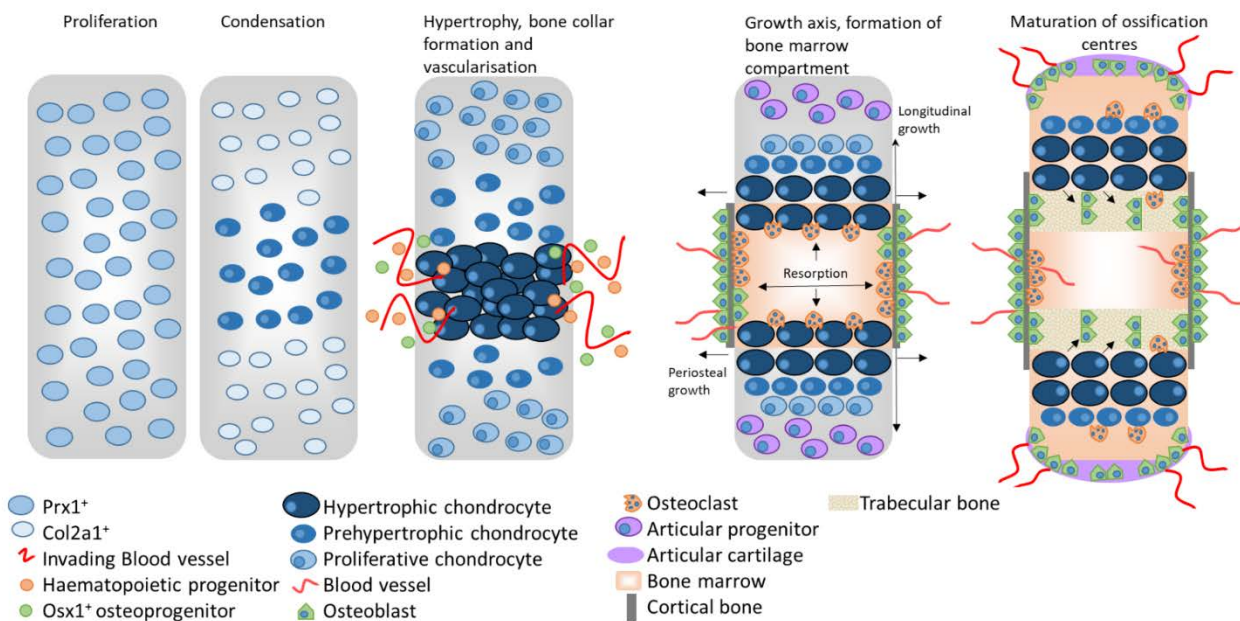 Proliferation
Condensation
Hypertrophy, bone collar
formation and
vascularisation
Growth axis, formation of
bone marrow
compartment
Maturation of ossification
centres
Longitudinal
growth
Resorption
Periosteal
growth
Prx1⁺
Col2a1⁺
Invading Blood vessel
Haematopoietic progenitor
Osx1⁺ osteoprogenitor
Hypertrophic chondrocyte
Prehypertrophic chondrocyte
Proliferative chondrocyte
Blood vessel
Osteoblast
Osteoclast
Articular progenitor
Articular cartilage
Bone marrow
Cortical bone
Trabecular bone